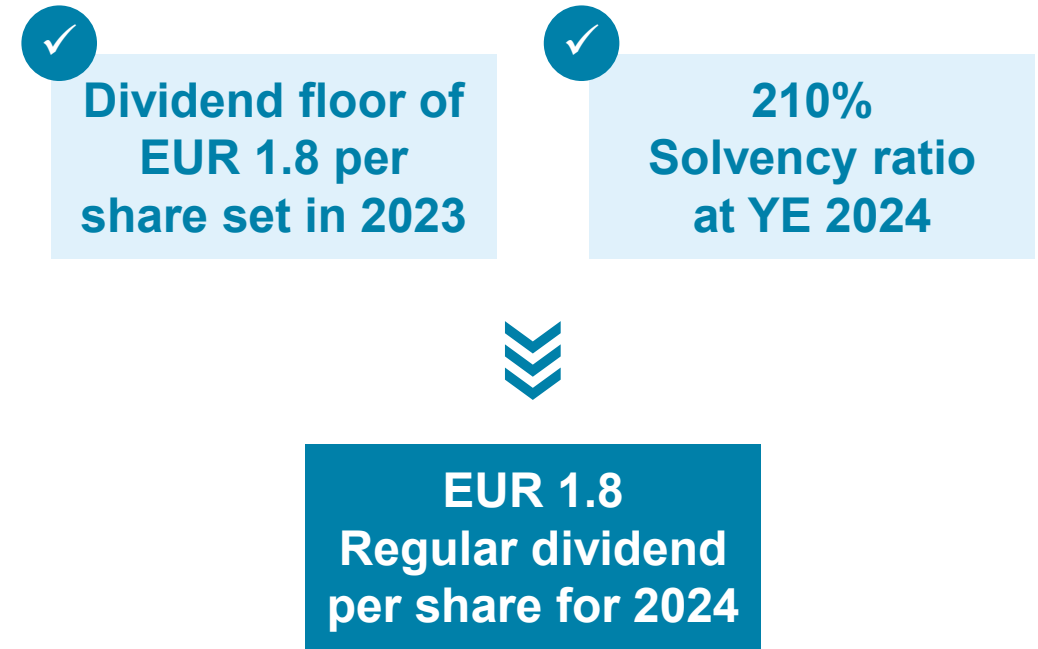 Dividend floor of
EUR 1.8 per
share set in 2023
210%
Solvency ratio
at YE 2024
EUR 1.8
Regular dividend
per share for 2024